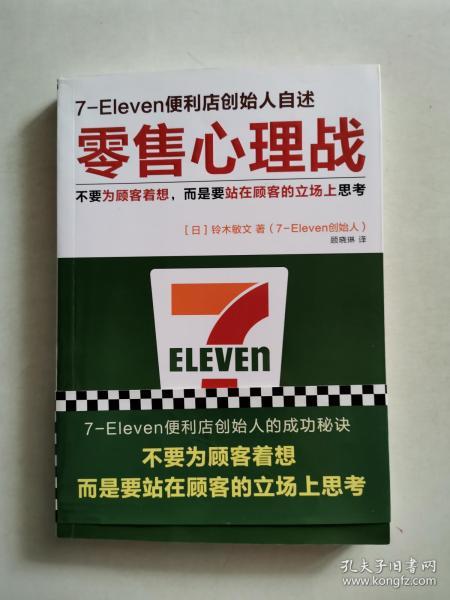 7-Eleven便利店创始人自述
零售心理战
不要为顾客着想，而是要站在顾客的立场上思考
［日］铃木敏文 著（7-Eleven创始人）
顾晓琳 译
7
ELEVEn
7-Eleven便利店创始人的成功秘诀
不要为顾客着想
而是要站在顾客的立场上思考
孔夫子旧书网
www.kongfz.com